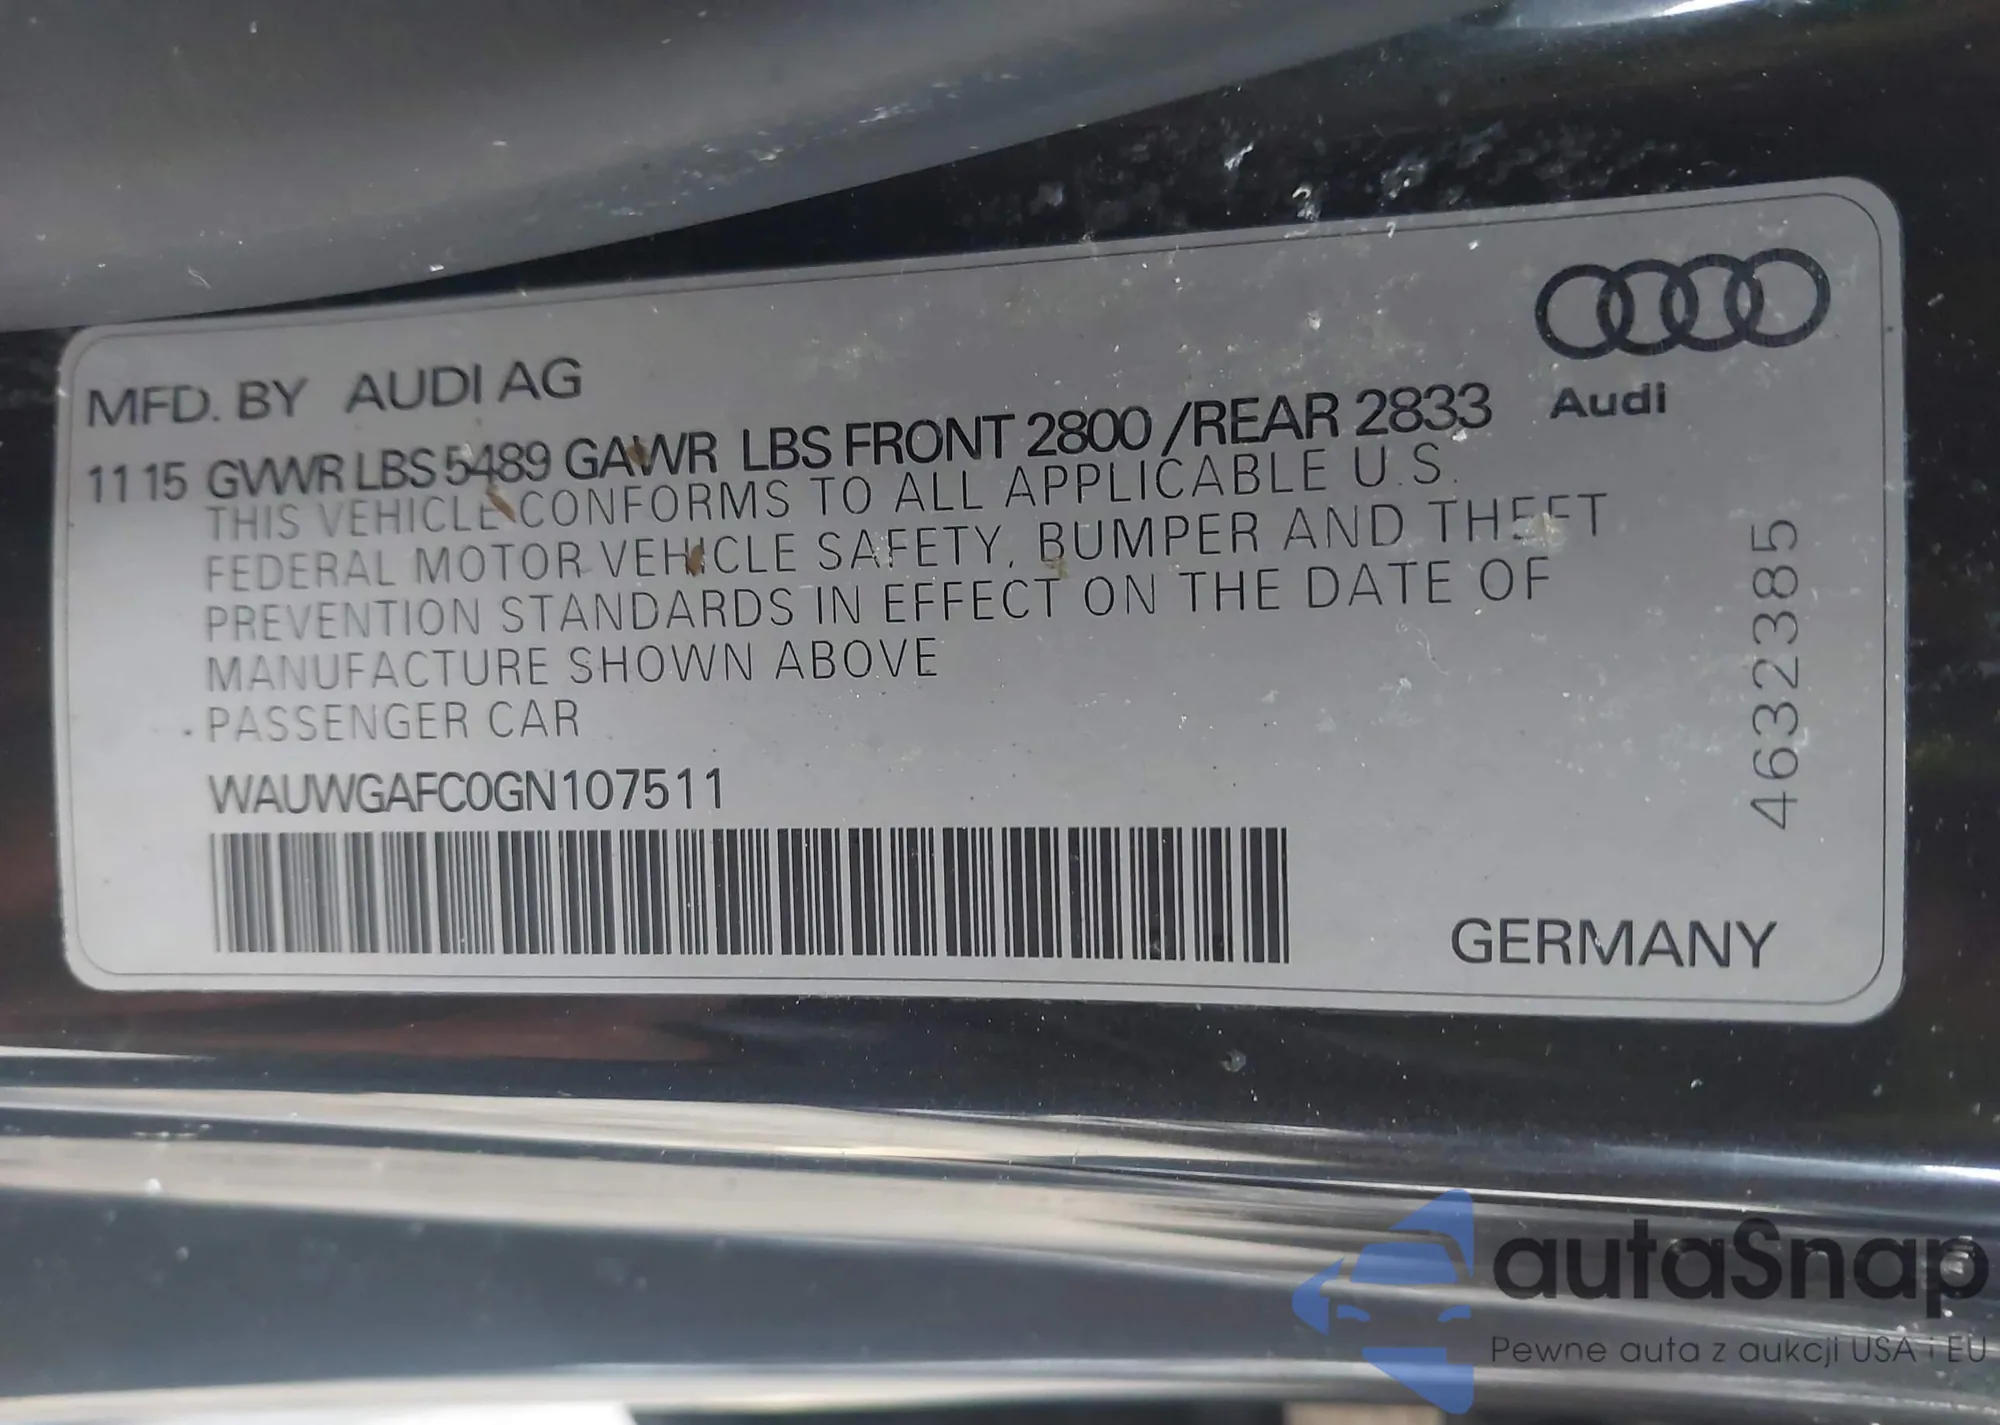 MFD. BY AUDI AG
11 15 GVWR LBS 5489 GAWR LBS FRONT 2800 /REAR 2833
Audi
THIS VEHICLE CONFORMS TO ALL APPLICABLE U.S.
FEDERAL MOTOR VEHICLE SAFETY, BUMPER AND THEFT
PREVENTION STANDARDS IN EFFECT ON THE DATE OF
MANUFACTURE SHOWN ABOVE
PASSENGER CAR
WAUWGAFC0GN107511
46323385
GERMANY
autaSnap
Pewne auta z aukcji USA i EU